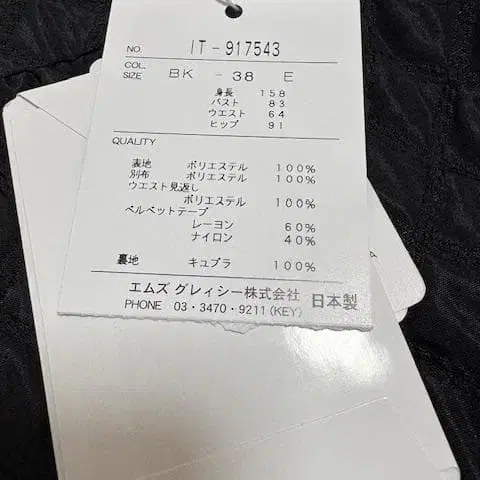 NO. IT-917543
COL. SIZE BK - 38 E
身長 158
バスト 83
ウエスト 64
ヒップ 91
QUALITY
表地 ポリエステル 100%
別布 ポリエステル 100%
ウエスト見返し
ポリエステル 100%
ベルベットテープ
レーヨン 60%
ナイロン 40%
裏地 キュプラ 100%
エムズ グレィシー株式会社 日本製
PHONE 03・3470・9211(KEY)